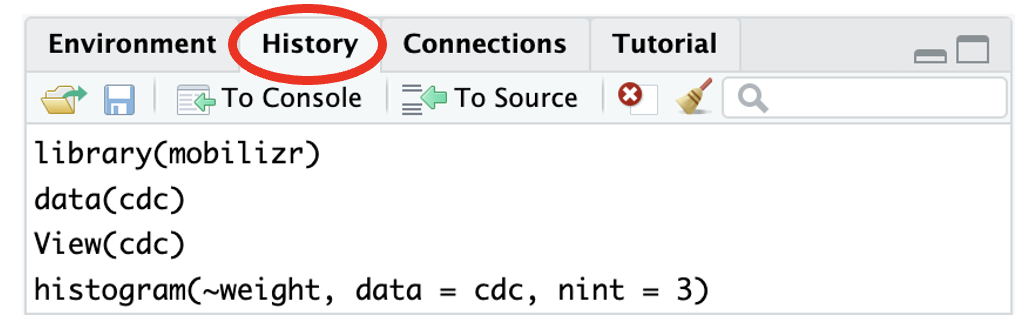 Environment History Connections Tutorial
To Console To Source
library(mobilizr)
data(cdc)
View(cdc)
histogram(~weight, data = cdc, nint = 3)